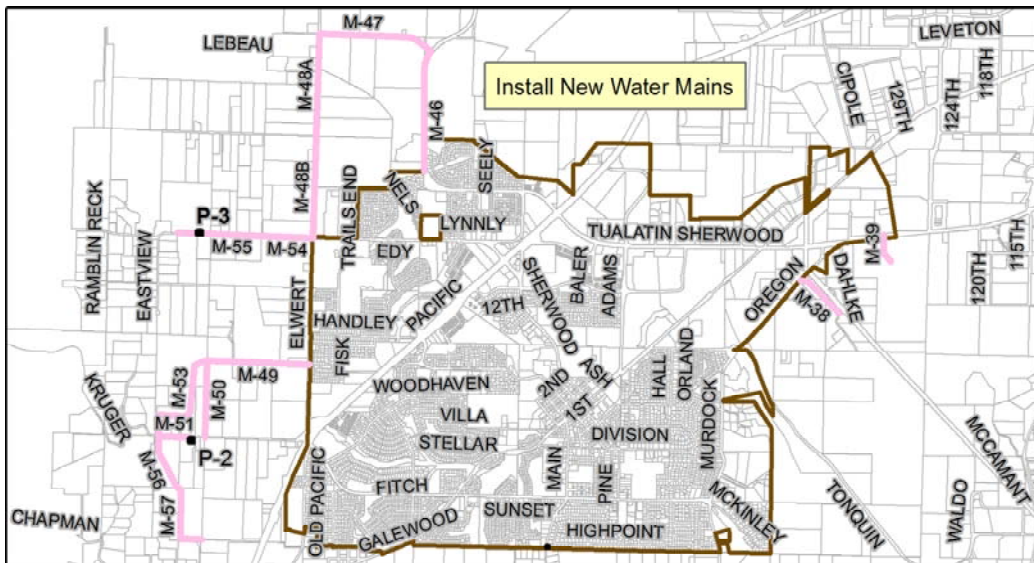 M-47
LEBEAU
LEVETON
Install New Water Mains
CIPOLE
129TH
124TH
118TH
M-48A
M-46
SEELY
NELS
M-48B
TRAILS END
RAMBLIN RECK
EASTVIEW
P-3
M-55
M-54
LYNNLY
EDY
TUALATIN SHERWOOD
M-39
115TH
120TH
DAHLKE
OREGON
M-38
BALER
ADAMS
SHERWOOD
12TH
PACIFIC
ELWERT
HANDLEY
FISK
M-49
M-53
M-50
KRUGER
M-51
P-2
M-56
M-57
CHAPMAN
WOODHAVEN
VILLA
STELLAR
2ND
1ST
ASH
HALL
ORLAND
MURDOCK
DIVISION
MAIN
PINE
FITCH
SUNSET
GALEWOOD
OLD PACIFIC
HIGHPOINT
MCKINLEY
TONQUIN
MCCAMANT
WALDO